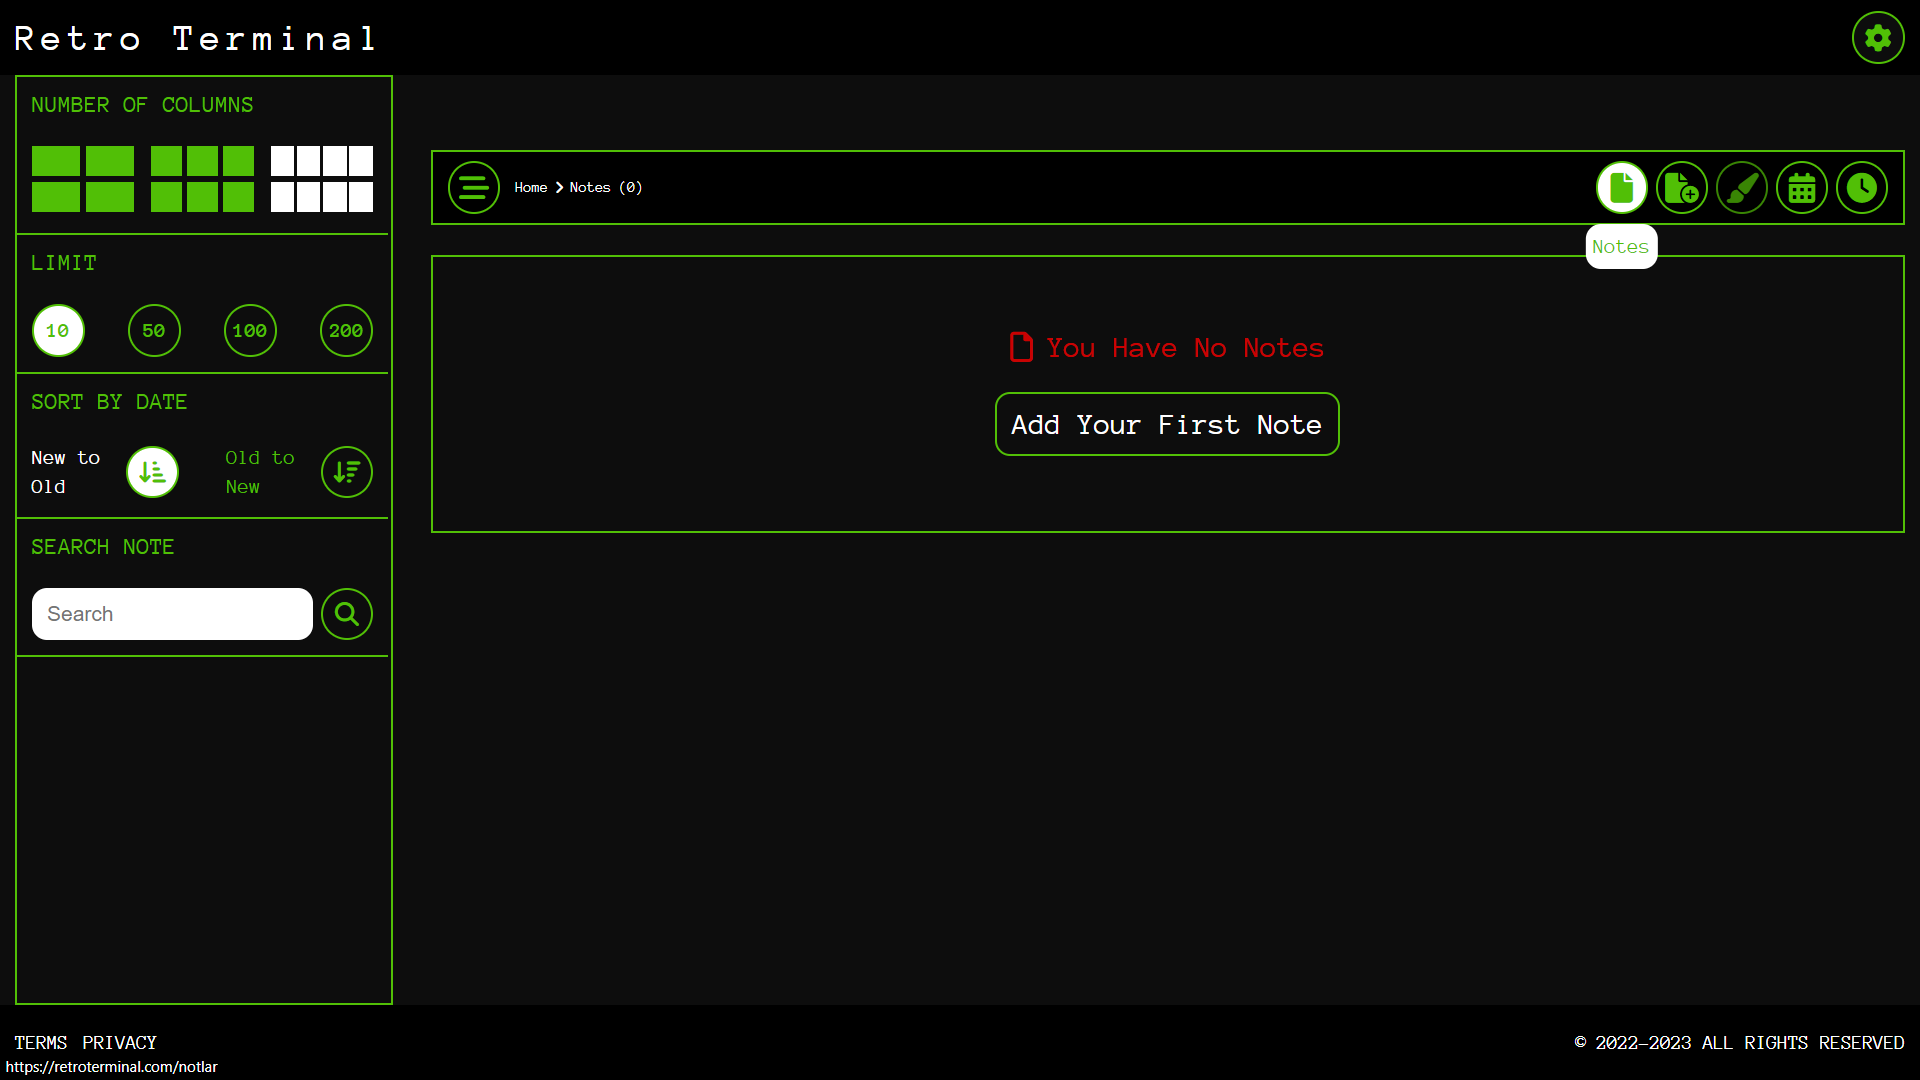 Retro Terminal
NUMBER OF COLUMNS
LIMIT
10 50 100 200
SORT BY DATE
New to
Old
Old to
New
SEARCH NOTE
Search
Home Notes (0)
Notes
You Have No Notes
Add Your First Note
TERMS PRIVACY
© 2022-2023 ALL RIGHTS RESERVED
https://retroterminal.com/notlar